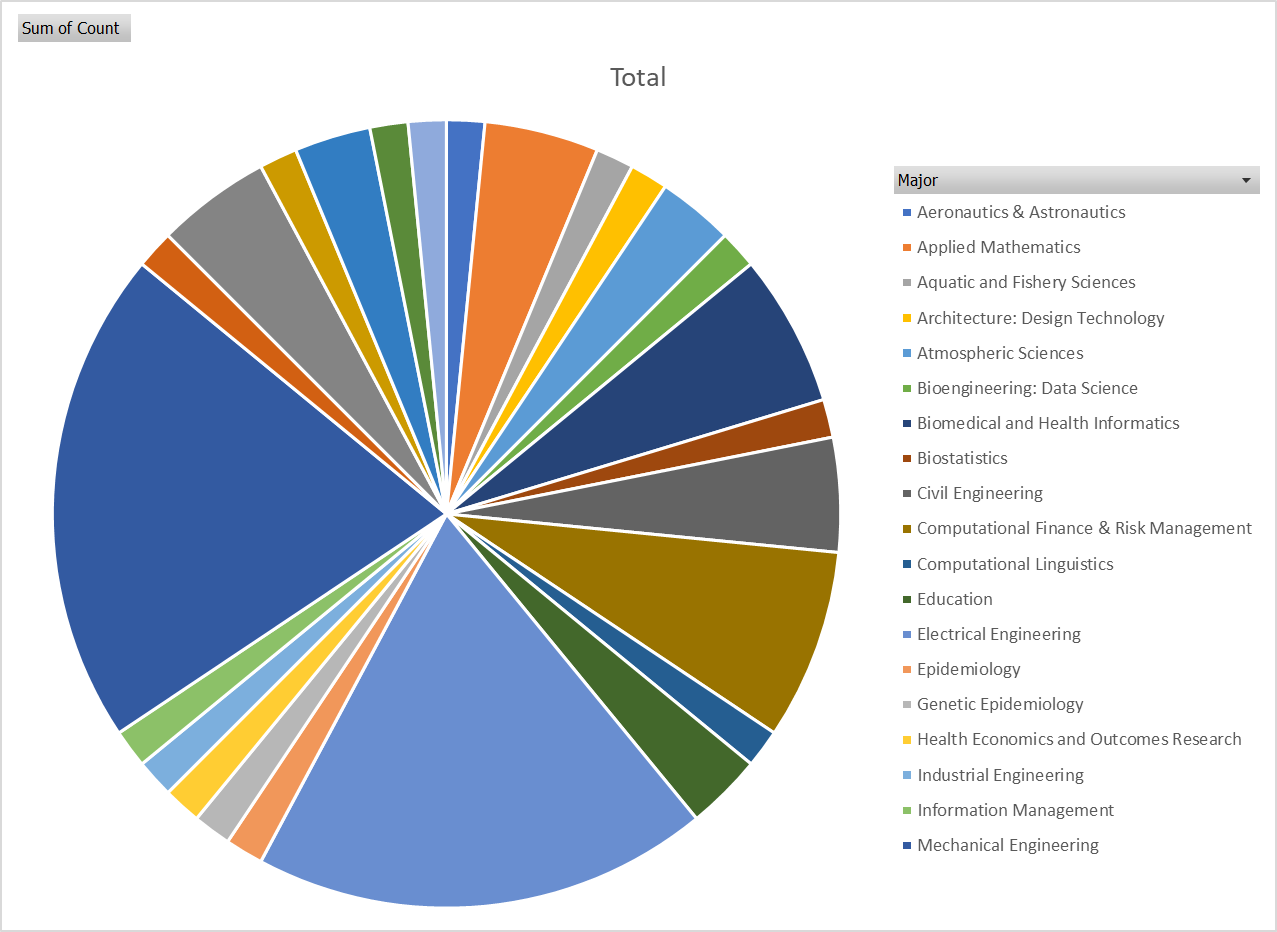 Sum of Count
Total
Major
Aeronautics & Astronautics
Applied Mathematics
Aquatic and Fishery Sciences
Architecture: Design Technology
Atmospheric Sciences
Bioengineering: Data Science
Biomedical and Health Informatics
Biostatistics
Civil Engineering
Computational Finance & Risk Management
Computational Linguistics
Education
Electrical Engineering
Epidemiology
Genetic Epidemiology
Health Economics and Outcomes Research
Industrial Engineering
Information Management
Mechanical Engineering